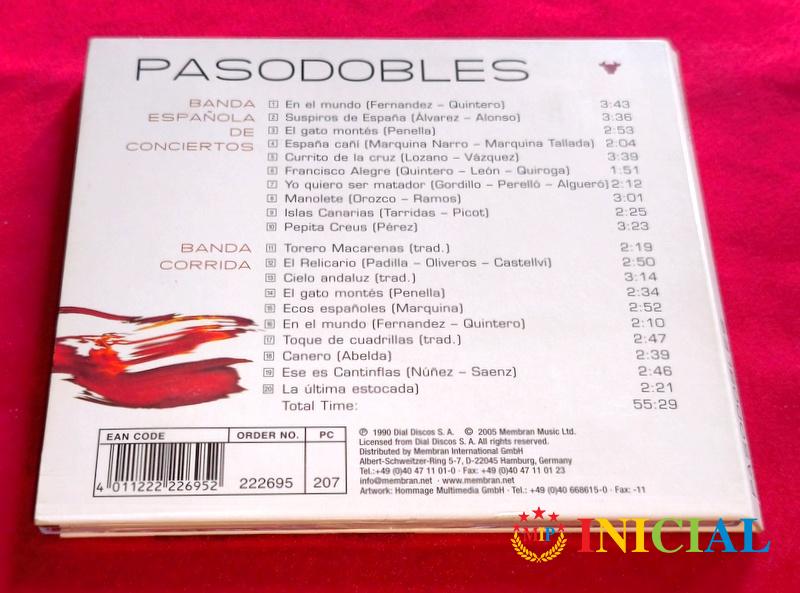 PASODOBLES
BANDA
ESPAÑOLA
DE
CONCIERTOS
1 En el mundo (Fernandez – Quintero) 3:43
2 Suspiros de España (Álvarez – Alonso) 3:36
3 El gato montés (Penella) 2:53
4 España cañí (Marquina Narro – Marquina Tallada) 2:04
5 Currito de la cruz (Lozano – Vázquez) 3:39
6 Francisco Alegre (Quintero – León – Quiroga) 1:51
7 Yo quiero ser matador (Gordillo – Perelló – Algueró) 2:12
8 Manolete (Orozco – Ramos) 3:01
9 Islas Canarias (Tarridas – Picot) 2:25
10 Pepita Creus (Pérez) 3:23
BANDA
CORRIDA
11 Torero Macarenas (trad.) 2:19
12 El Relicario (Padilla – Oliveros – Castellví) 2:50
13 Cielo andaluz (trad.) 3:14
14 El gato montés (Penella) 2:34
15 Ecos españoles (Marquina) 2:52
16 En el mundo (Fernandez – Quintero) 2:10
17 Toque de cuadrillas (trad.) 2:47
18 Canero (Abelda) 2:39
19 Ese es Cantinflas (Núñez – Saenz) 2:46
20 La última estocada) 2:21
Total Time: 55:29
EAN CODE ORDER NO. PC
4 011222 226952 222695 207
℗ 1990 Dial Discos S. A. © 2005 Membran Music Ltd.
Licensed from Dial Discos S. A. All rights reserved.
Distributed by Membran International GmbH
Albert-Schweitzer-Ring 5-7, D-22045 Hamburg, Germany
Tel.:+49 (0)40 47 11 01-0 · Fax: +49 (0)40 47 11 01 23
info@membran.net · www.membran.net
Artwork: Hommage Multimedia GmbH · Tel.: +49 (0)40 668615-0 · Fax: -11
MIP INICIAL